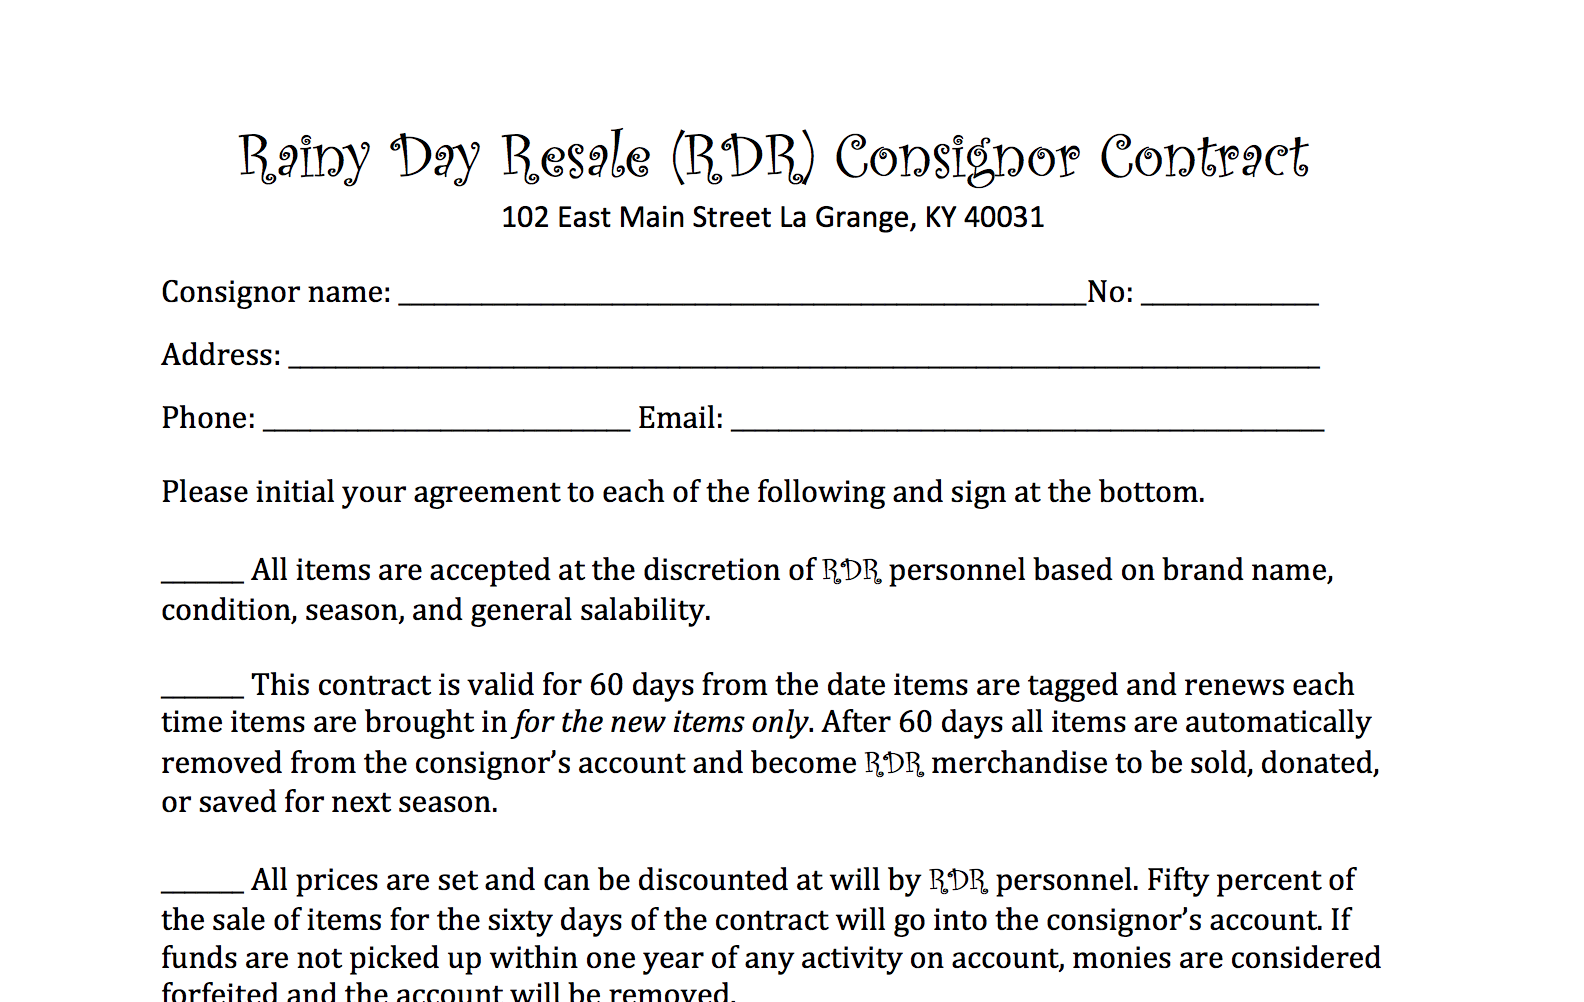 Rainy Day Resale (RDR) Consignor Contract
102 East Main Street La Grange, KY 40031
Consignor name: ______________________________________________No: ____________
Address: _____________________________________________________________________
Phone: _________________________ Email: ________________________________________
Please initial your agreement to each of the following and sign at the bottom.
______ All items are accepted at the discretion of RDR personnel based on brand name,
condition, season, and general salability.
______ This contract is valid for 60 days from the date items are tagged and renews each
time items are brought in for the new items only. After 60 days all items are automatically
removed from the consignor’s account and become RDR merchandise to be sold, donated,
or saved for next season.
______ All prices are set and can be discounted at will by RDR personnel. Fifty percent of
the sale of items for the sixty days of the contract will go into the consignor’s account. If
funds are not picked up within one year of any activity on account, monies are considered
forfeited and the account will be removed.